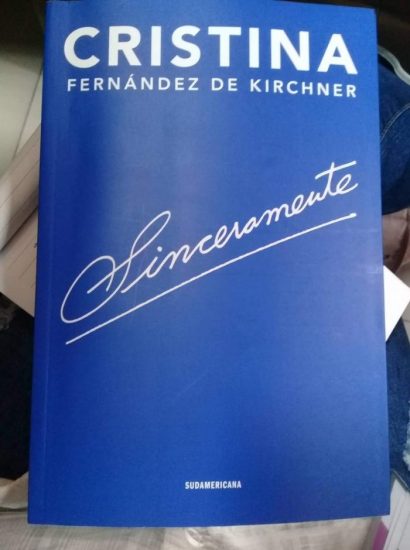 CRISTINA
FERNÁNDEZ DE KIRCHNER
Sinceramente
SUDAMERICANA